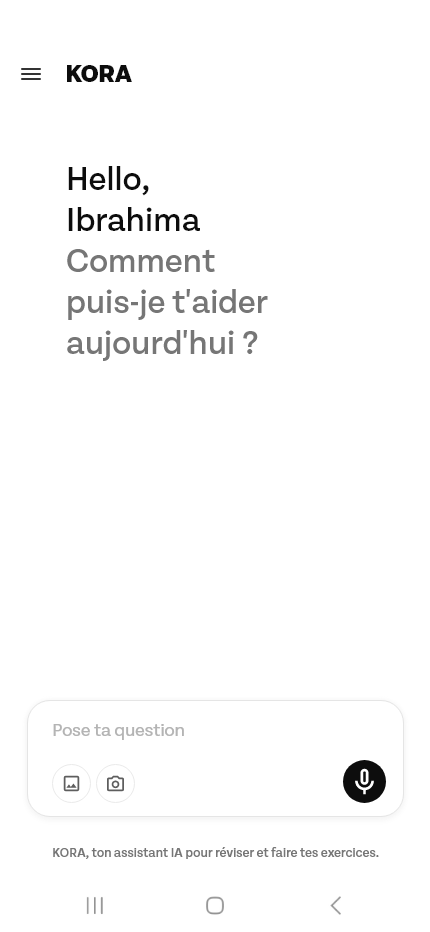 KORA
Hello,
Ibrahima
Comment
puis-je t'aider
aujourd'hui ?
Pose ta question
KORA, ton assistant IA pour réviser et faire tes exercices.